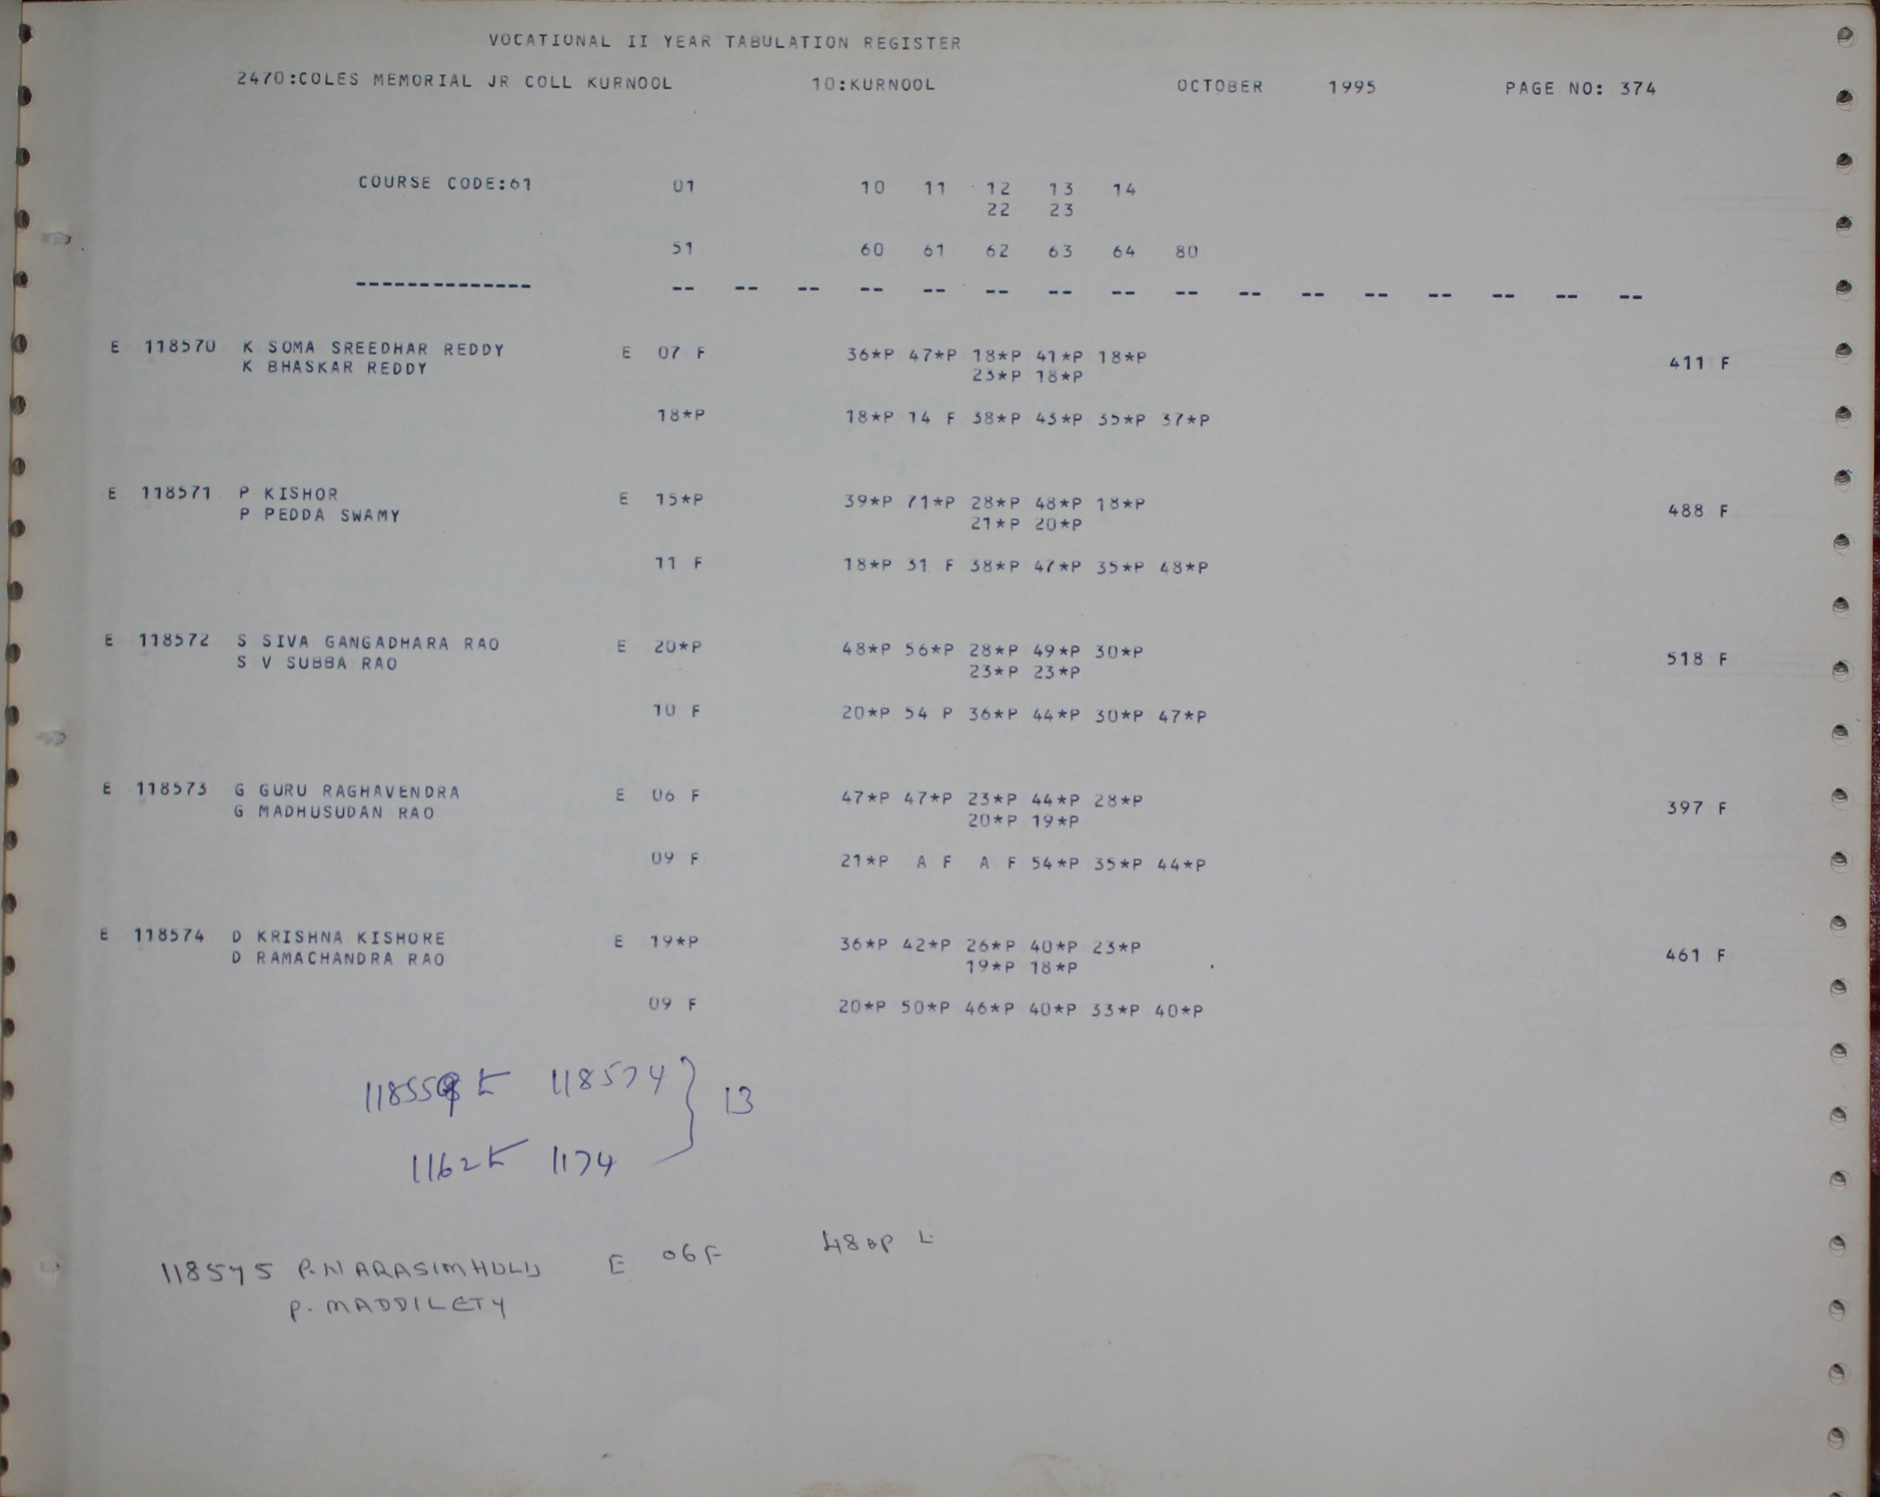 VOCATIONAL II YEAR TABULATION REGISTER
2470:COLES MEMORIAL JR COLL KURNOOL 10:KURNOOL OCTOBER 1995 PAGE NO: 374
COURSE CODE:61 01 10 11 12 13 14
22 23
51 60 61 62 63 64 80
-------------- -- -- -- -- -- -- -- -- -- -- -- -- -- -- -- --
E 118570 K SOMA SREEDHAR REDDY E 07 F 36*P 47*P 18*P 41*P 18*P 411 F
K BHASKAR REDDY 23*P 18*P
18*P 18*P 14 F 38*P 43*P 35*P 37*P
E 118571 P KISHOR E 15*P 39*P 71*P 28*P 48*P 18*P 488 F
P PEDDA SWAMY 21*P 20*P
11 F 18*P 31 F 38*P 47*P 35*P 48*P
E 118572 S SIVA GANGADHARA RAO E 20*P 48*P 56*P 28*P 49*P 30*P 518 F
S V SUBBA RAO 23*P 23*P
10 F 20*P 54 P 36*P 44*P 30*P 47*P
E 118573 G GURU RAGHAVENDRA E 06 F 47*P 47*P 23*P 44*P 28*P 397 F
G MADHUSUDAN RAO 20*P 19*P
09 F 21*P A F A F 54*P 35*P 44*P
E 118574 D KRISHNA KISHORE E 19*P 36*P 42*P 26*P 40*P 23*P 461 F
D RAMACHANDRA RAO 19*P 18*P
09 F 20*P 50*P 46*P 40*P 33*P 40*P
118574 } 13
1162 1174
118575 P. NARASIMHULU E 06F
P. MADDILETY